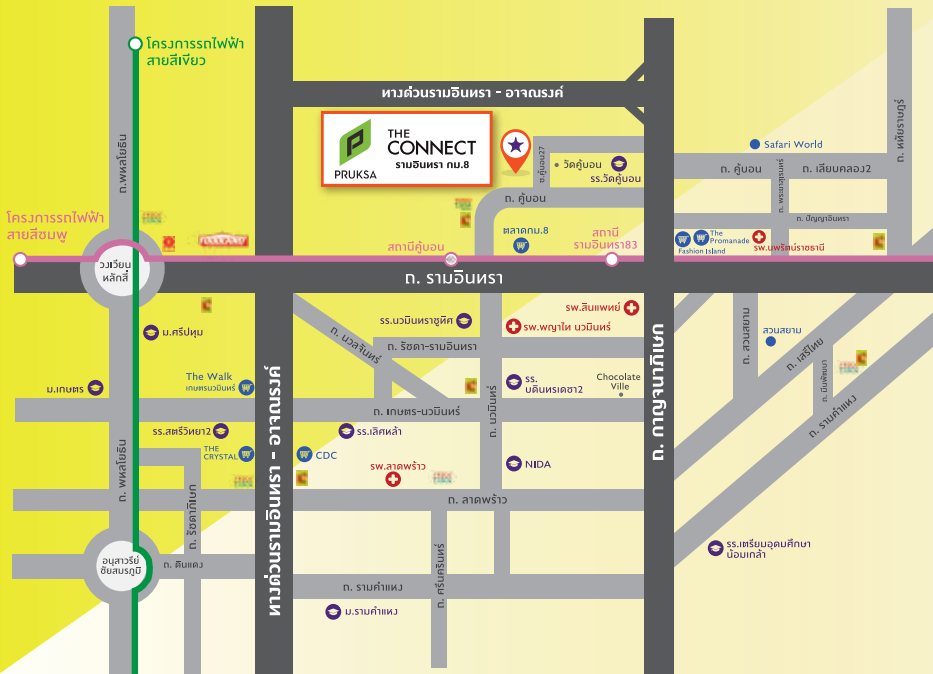 โครงการรถไฟฟ้า
สายสีเขียว
ทางด่วนรามอินทรา - อาจณรงค์
THE
CONNECT
รามอินทรา กม.8
PRUKSA
ถ.พหลโยธิน
ซ.คู้บอน27
วัดคู้บอน
รร.วัดคู้บอน
ถ. คู้บอน
Safari World
ถ. หทัยราษฎร์
ถ. คู้บอน
ถ. พระยาสุเรนทร์
ถ. เลียบคลอง2
ถ. ปัญญาอินทรา
โครงการรถไฟฟ้า
สายสีชมพู
สถานีคู้บอน
ตลาดกม.8
สถานี
รามอินทรา83
The
Promanade
Fashion Island
รพ.นพรัตน์ราชธานี
วงเวียน
หลักสี่
ถ. รามอินทรา
ม.ศรีปทุม
ถ. นวลจันทร์
รร.นวมินทราชูทิศ
ถ. รัชดา-รามอินทรา
รพ.สินแพทย์
รพ.พญาไท นวมินทร์
ถ. สวนสยาม
สวนสยาม
ถ. เสรีไทย
ถ. มีนพัฒนา
ถ. รามคำแหง
ม.เกษตร
The Walk
เกษตรนวมินทร์
รร.
บดินทรเดชา2
Chocolate
Ville
ถ. เกษตร-นวมินทร์
ถ. นวมินทร์
ถ. กาญจนาภิเษก
รร.สตรีวิทยา2
THE
CRYSTAL
รร.เลิศหล้า
CDC
รพ.ลาดพร้าว
NIDA
ถ. พหลโยธิน
ทางด่วนรามอินทรา - อาจณรงค์
ถ. ลาดพร้าว
ถ. รัชดาภิเษก
อนุสาวรีย์
ชัยสมรภูมิ
ถ. ดินแดง
ถ. รามคำแหง
ถ. ศรีนครินทร์
ม.รามคำแหง
รร.เตรียมอุดมศึกษา
น้อมเกล้า